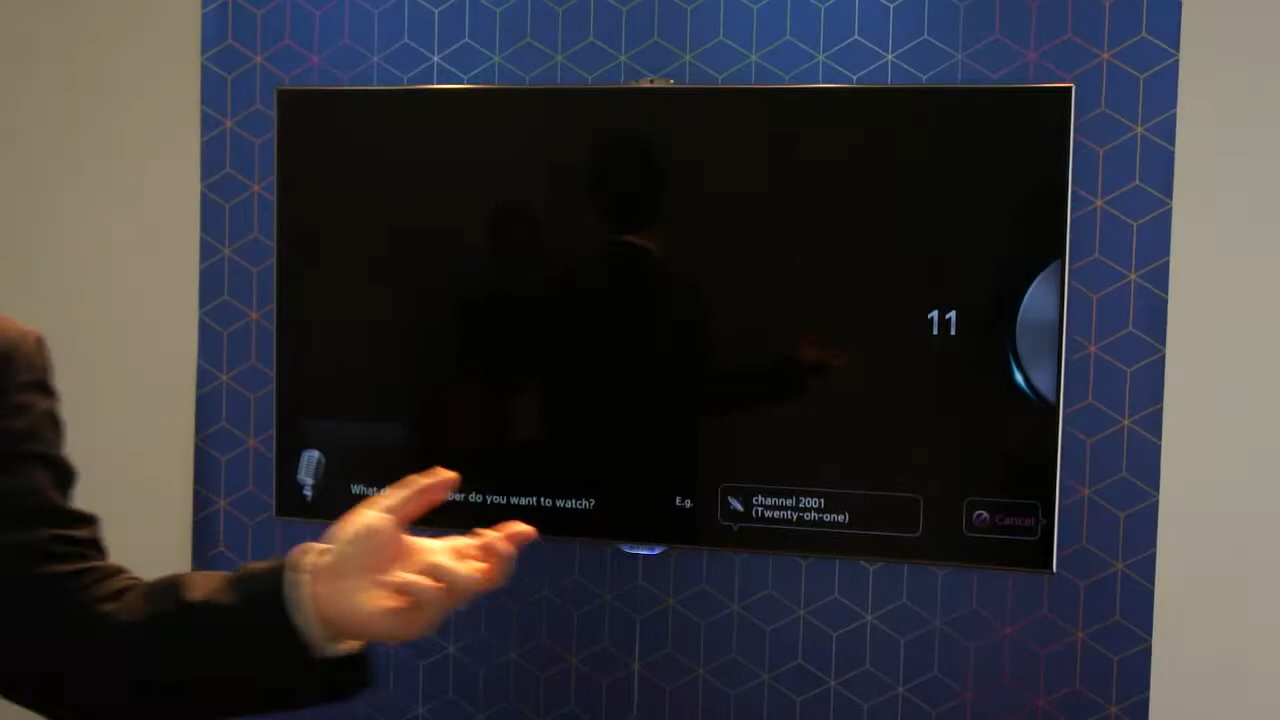 11
What
ber do you want to watch?
E.g.
channel 2001
(Twenty-oh-one)
Cancel